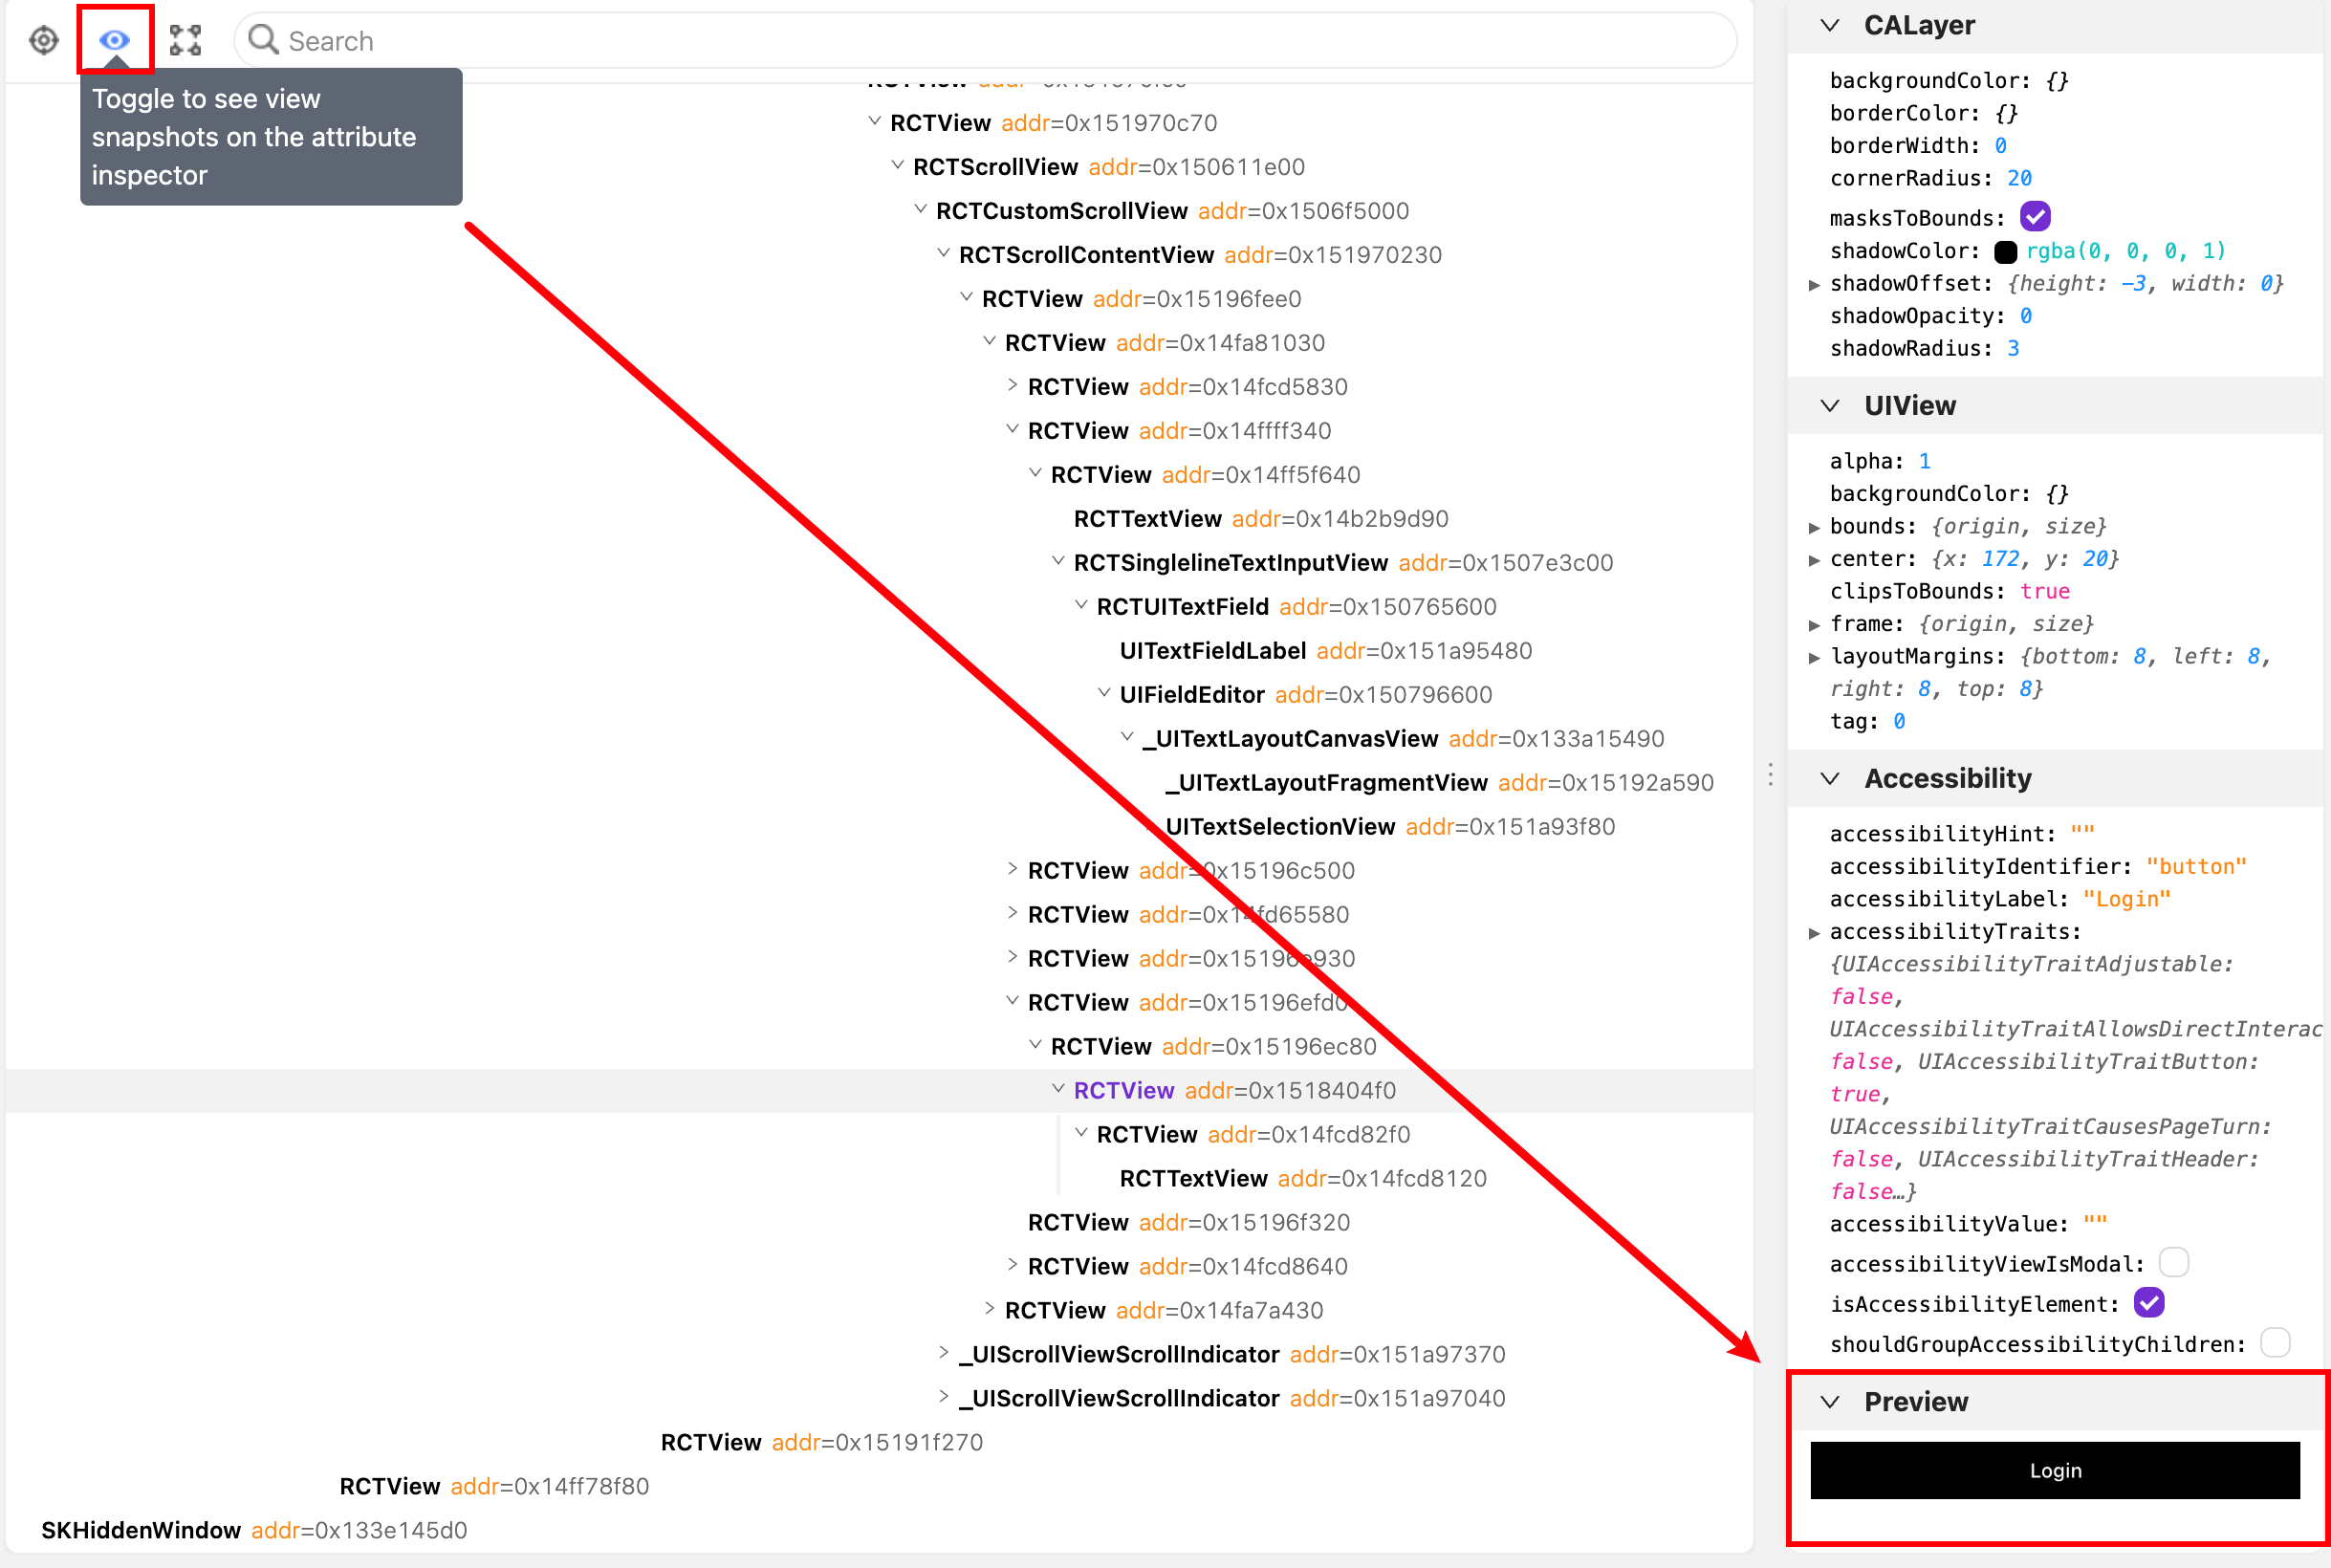 Search
Toggle to see view
snapshots on the attribute
inspector
RCTView addr=0x151970c70
RCTScrollView addr=0x150611e00
RCTCustomScrollView addr=0x1506f5000
RCTScrollContentView addr=0x151970230
RCTView addr=0x15196fee0
RCTView addr=0x14fa81030
RCTView addr=0x14fcd5830
RCTView addr=0x14ffff340
RCTView addr=0x14ff5f640
RCTTextView addr=0x14b2b9d90
RCTSinglelineTextInputView addr=0x1507e3c00
RCTUITextField addr=0x150765600
UITextFieldLabel addr=0x151a95480
UIFieldEditor addr=0x150796600
_UITextLayoutCanvasView addr=0x133a15490
_UITextLayoutFragmentView addr=0x15192a590
UITextSelectionView addr=0x151a93f80
RCTView addr=0x15196c500
RCTView addr=0x14fd65580
RCTView addr=0x15196e930
RCTView addr=0x15196efd0
RCTView addr=0x15196ec80
RCTView addr=0x1518404f0
RCTView addr=0x14fcd82f0
RCTTextView addr=0x14fcd8120
RCTView addr=0x15196f320
RCTView addr=0x14fcd8640
RCTView addr=0x14fa7a430
_UIScrollViewScrollIndicator addr=0x151a97370
_UIScrollViewScrollIndicator addr=0x151a97040
RCTView addr=0x15191f270
RCTView addr=0x14ff78f80
SKHiddenWindow addr=0x133e145d0
CALayer
backgroundColor: {}
borderColor: {}
borderWidth: 0
cornerRadius: 20
masksToBounds:
shadowColor: rgba(0, 0, 0, 1)
shadowOffset: {height: -3, width: 0}
shadowOpacity: 0
shadowRadius: 3
UIView
alpha: 1
backgroundColor: {}
bounds: {origin, size}
center: {x: 172, y: 20}
clipsToBounds: true
frame: {origin, size}
layoutMargins: {bottom: 8, left: 8,
right: 8, top: 8}
tag: 0
Accessibility
accessibilityHint: ""
accessibilityIdentifier: "button"
accessibilityLabel: "Login"
accessibilityTraits:
{UIAccessibilityTraitAdjustable:
false,
UIAccessibilityTraitAllowsDirectInterac
false, UIAccessibilityTraitButton:
true,
UIAccessibilityTraitCausesPageTurn:
false, UIAccessibilityTraitHeader:
false…}
accessibilityValue: ""
accessibilityViewIsModal:
isAccessibilityElement:
shouldGroupAccessibilityChildren:
Preview
Login